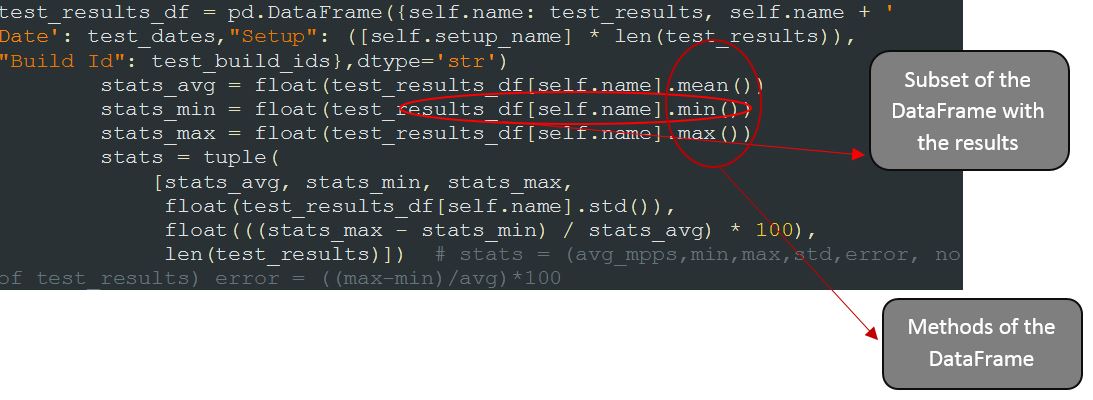 test_results_df = pd.DataFrame({self.name: test_results, self.name + '
Date': test_dates,"Setup": ([self.setup_name] * len(test_results)),
"Build Id": test_build_ids},dtype='str')
stats_avg = float(test_results_df[self.name].mean())
stats_min = float(test_results_df[self.name].min())
stats_max = float(test_results_df[self.name].max())
stats = tuple(
[stats_avg, stats_min, stats_max,
float(test_results_df[self.name].std()),
float(((stats_max - stats_min) / stats_avg) * 100),
len(test_results)]) # stats = (avg_mpps,min,max,std,error, no
of test_results) error = ((max-min)/avg)*100
Subset of the
DataFrame with
the results
Methods of the
DataFrame